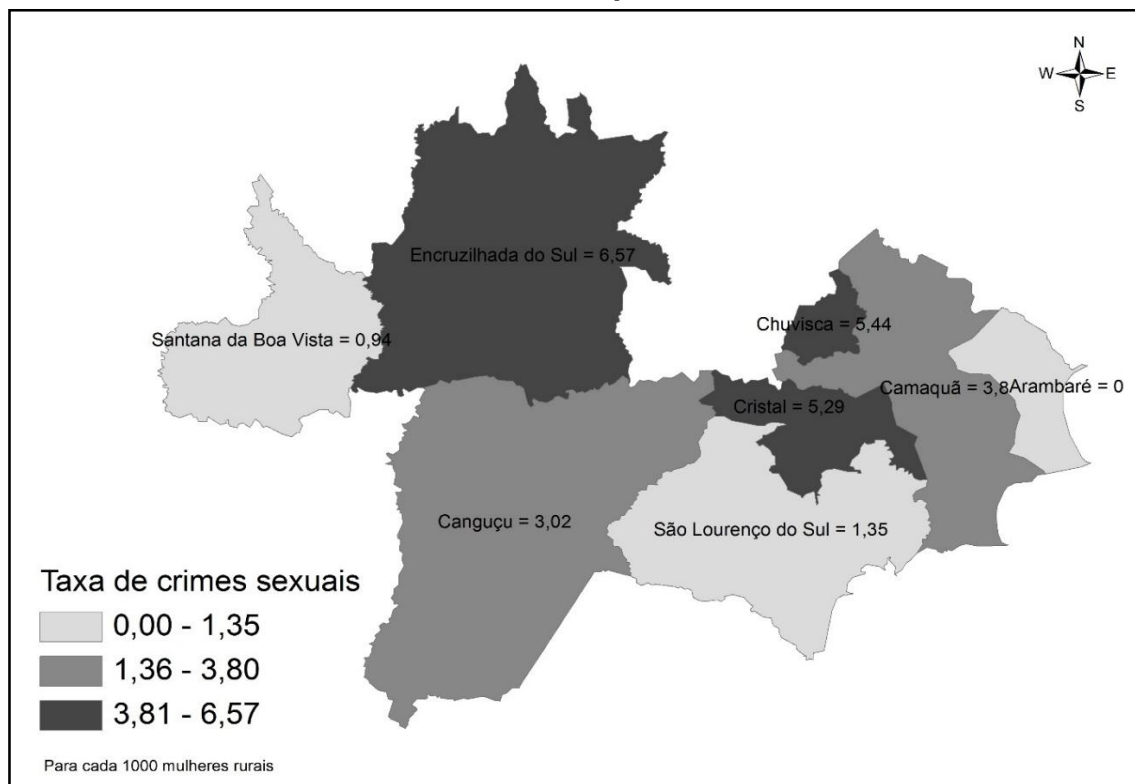 N
W E
S
Encruzilhada do Sul = 6,57
Chuvisca = 5,44
Santana da Boa Vista = 0,94
Camaquã = 3,8
Arambaré = 0
Cristal = 5,29
Canguçu = 3,02
São Lourenço do Sul = 1,35
Taxa de crimes sexuais
0,00 - 1,35
1,36 - 3,80
3,81 - 6,57
Para cada 1000 mulheres rurais